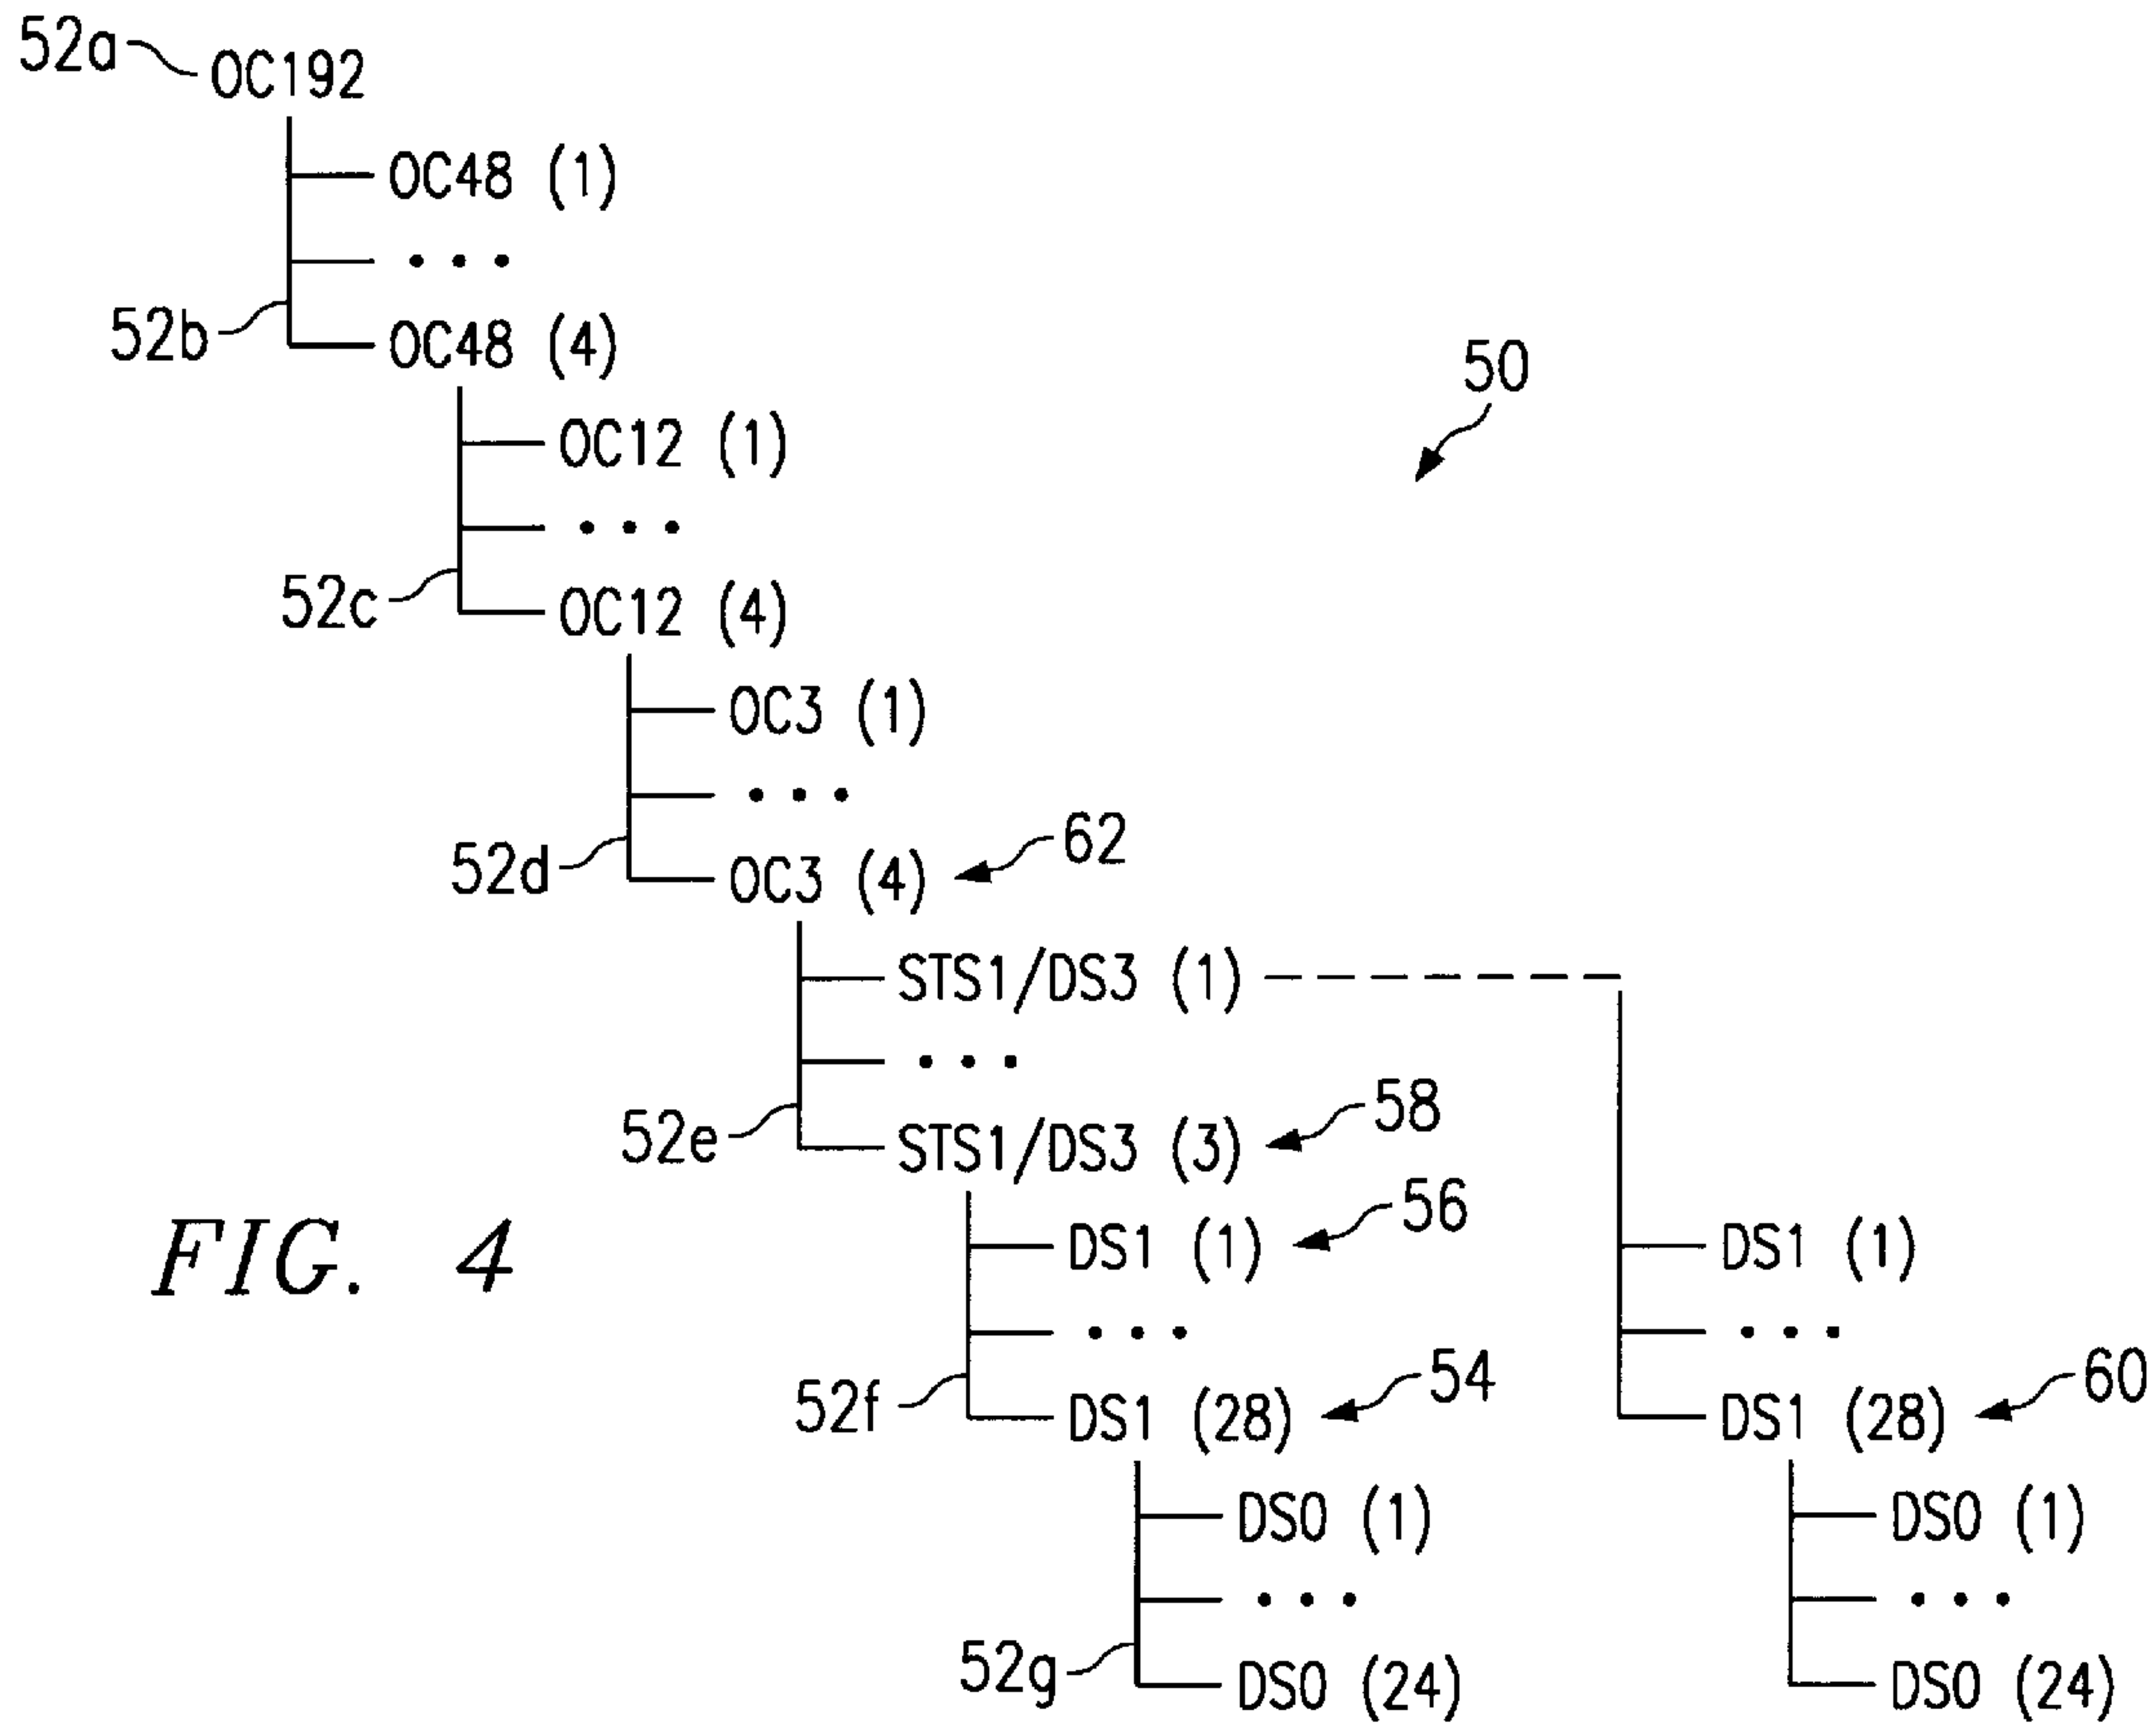 52a OC192
OC48 (1)
• • •
52b OC48 (4)
50
OC12 (1)
• • •
52c OC12 (4)
OC3 (1)
• • •
62
52d OC3 (4)
STS1/DS3 (1)
• • •
58
52e STS1/DS3 (3)
56
FIG. 4
DS1 (1) DS1 (1)
• • • • • •
54 60
52f DS1 (28) DS1 (28)
DS0 (1) DS0 (1)
• • • • • •
52g DS0 (24) DS0 (24)